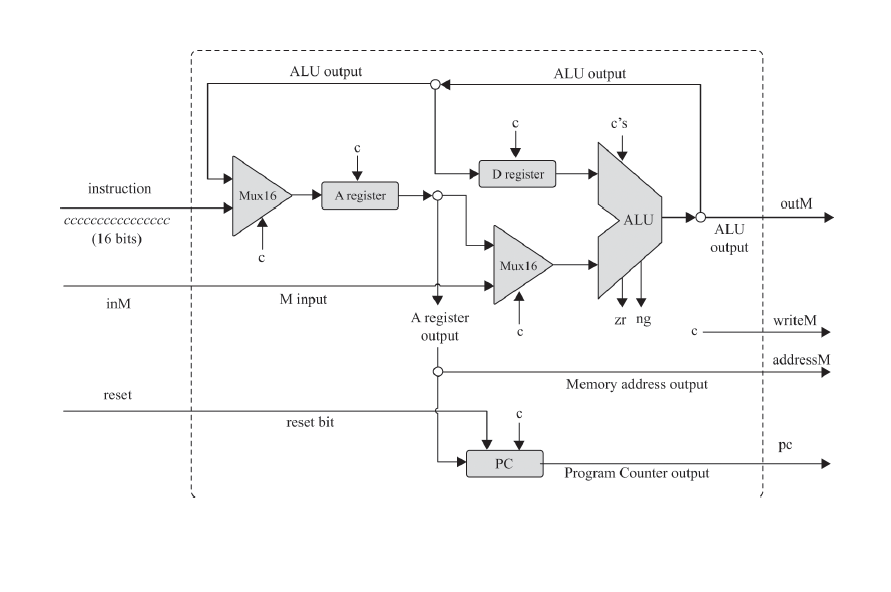 ALU output
ALU output
c
c
c's
instruction
Mux16
A register
D register
ALU
outM
cccccccccccccccc
(16 bits)
c
Mux16
ALU
output
inM
M input
A register
output
c
zr
ng
c
writeM
addressM
Memory address output
reset
reset bit
c
pc
PC
Program Counter output